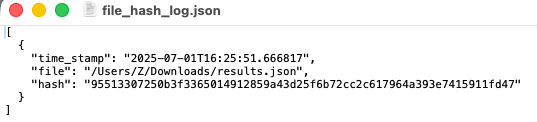 file_hash_log.json
[
  {
    "time_stamp": "2025-07-01T16:25:51.666817",
    "file": "/Users/Z/Downloads/results.json",
    "hash": "95513307250b3f3365014912859a43d25f6b72cc2c617964a393e7415911fd47"
  }
]